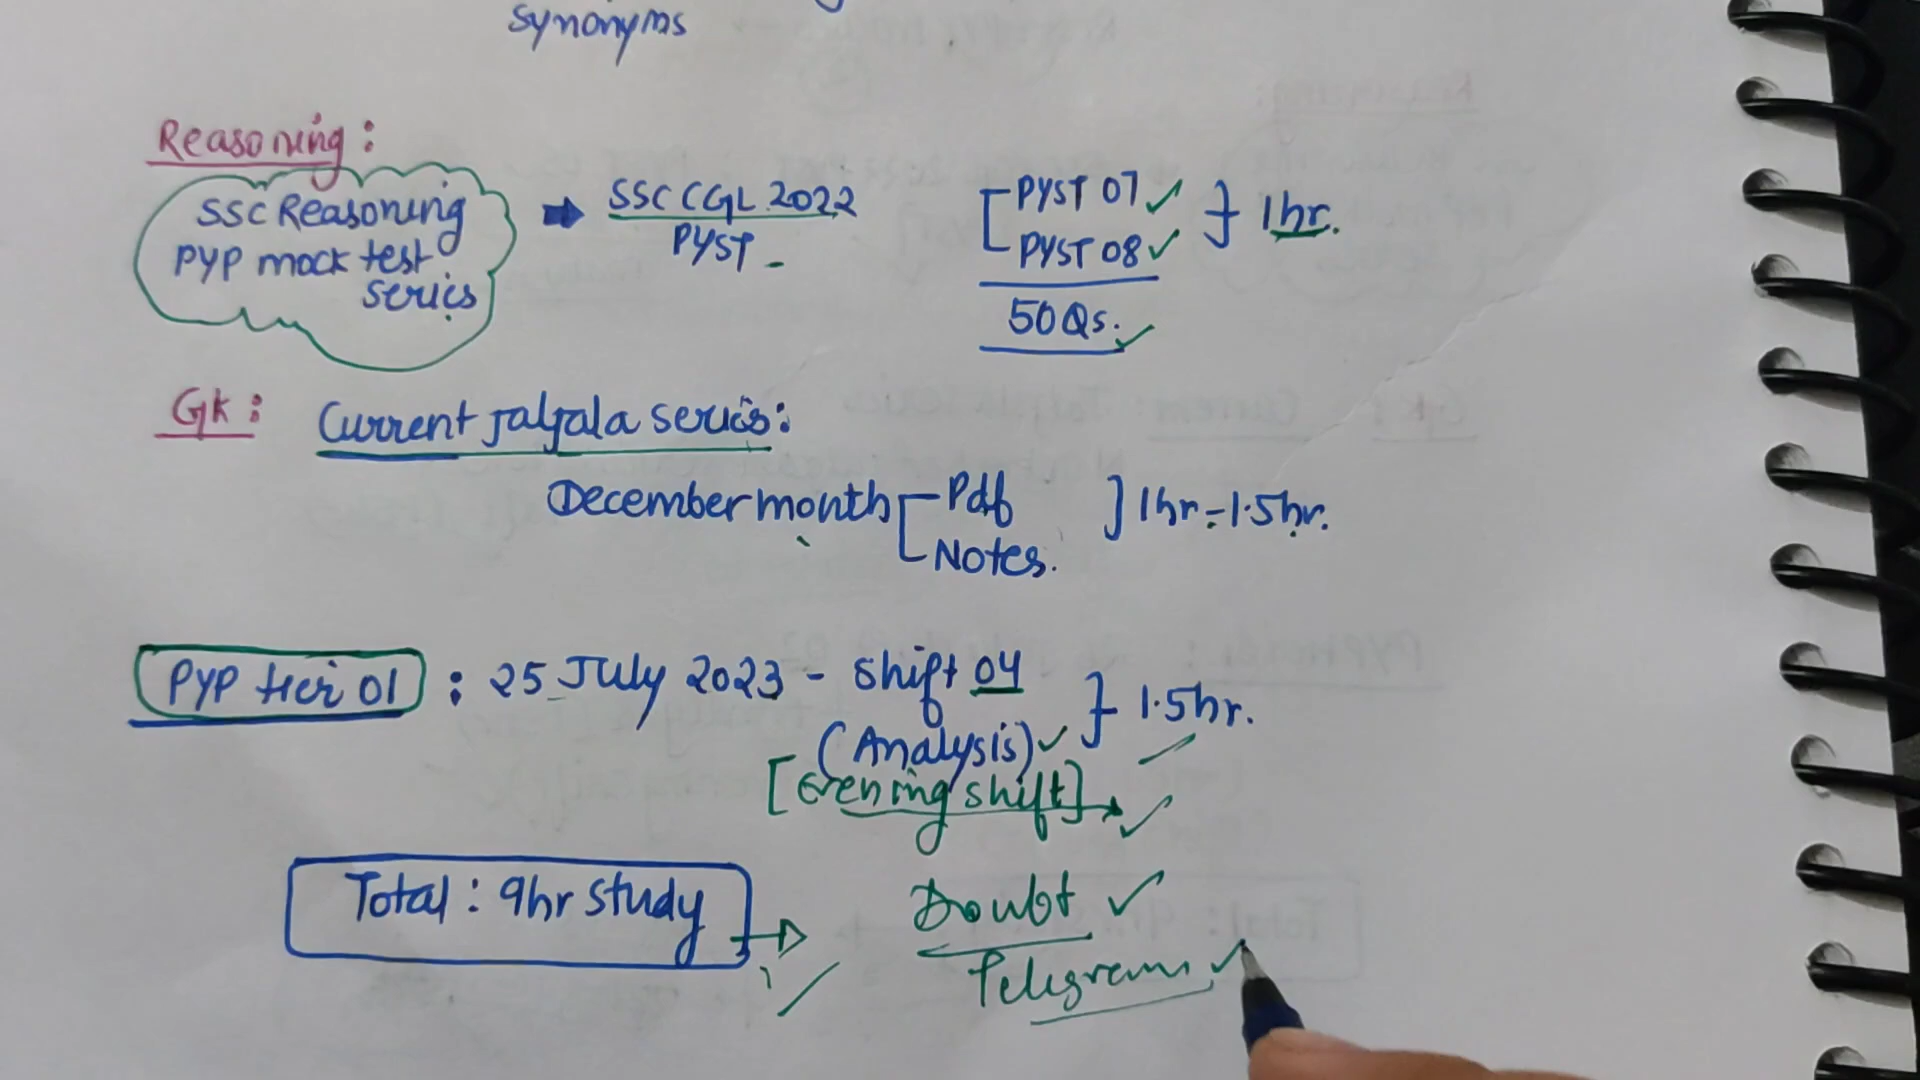 synonyms
Reasoning:
SSC Reasoning
PYP mock test
series
SSC CGL 2022
PYST
PYST 07
PYST 08
1hr.
50Qs.
Gk:
Current Jaljala series:
December month
Pdf
Notes.
1hr-1.5hr.
PYP tier 01
: 25 July 2023 - Shift 04
(Analysis)
1.5hr.
[Evening shift]
Total: 9hr study
Doubt
Telegram